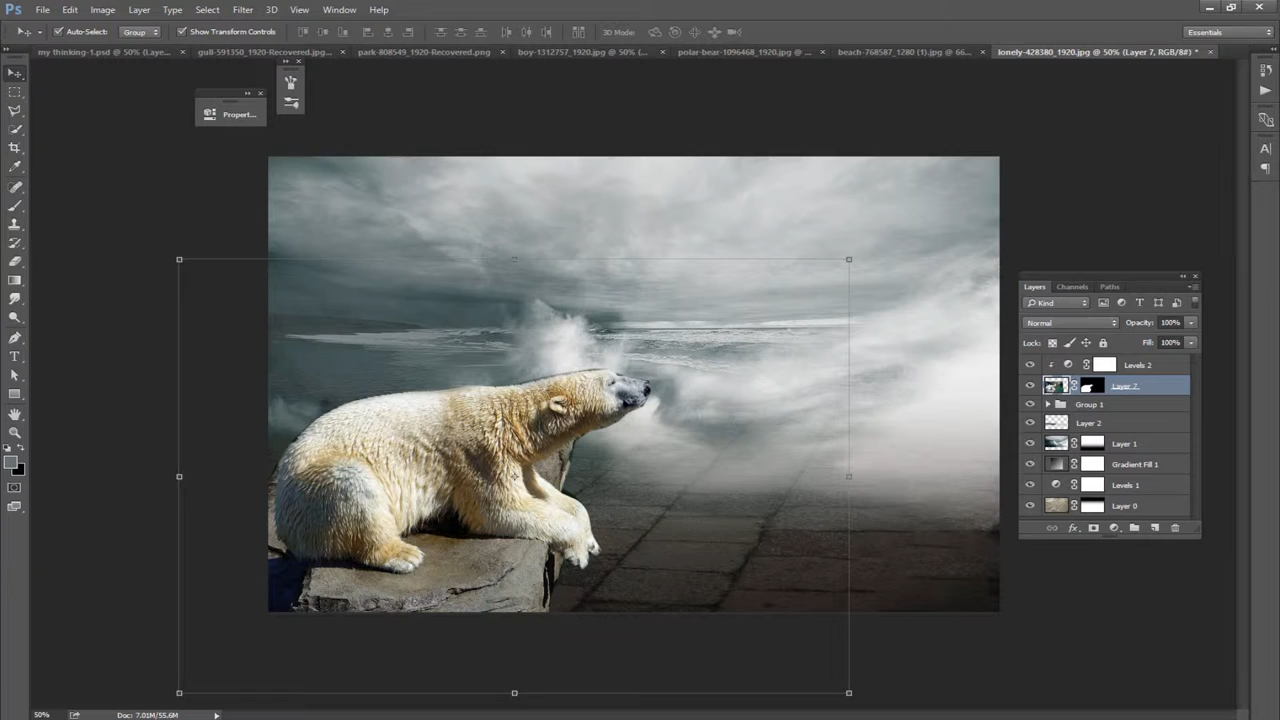 Ps File Edit Image Layer Type Select Filter 3D View Window Help
Auto-Select: Group Show Transform Controls 3D Mode: Essentials
my thinking-1.psd @ 50% (Laye... × gull-591350_1920-Recovered.jpg... × park-808549_1920-Recovered.png × boy-1312757_1920.jpg @ 50% (... × polar-bear-1096468_1920.jpg @ ... × beach-768587_1280 (1).jpg @ 66... × lonely-428380_1920.jpg @ 50% (Layer 7, RGB/8#) * ×
Propert...
Layers Channels Paths
Kind
Normal Opacity: 100%
Lock: Fill: 100%
Levels 2
Layer 7
Group 1
Layer 2
Layer 1
Gradient Fill 1
Levels 1
Layer 0
fx
50% Doc: 7.01M/55.6M